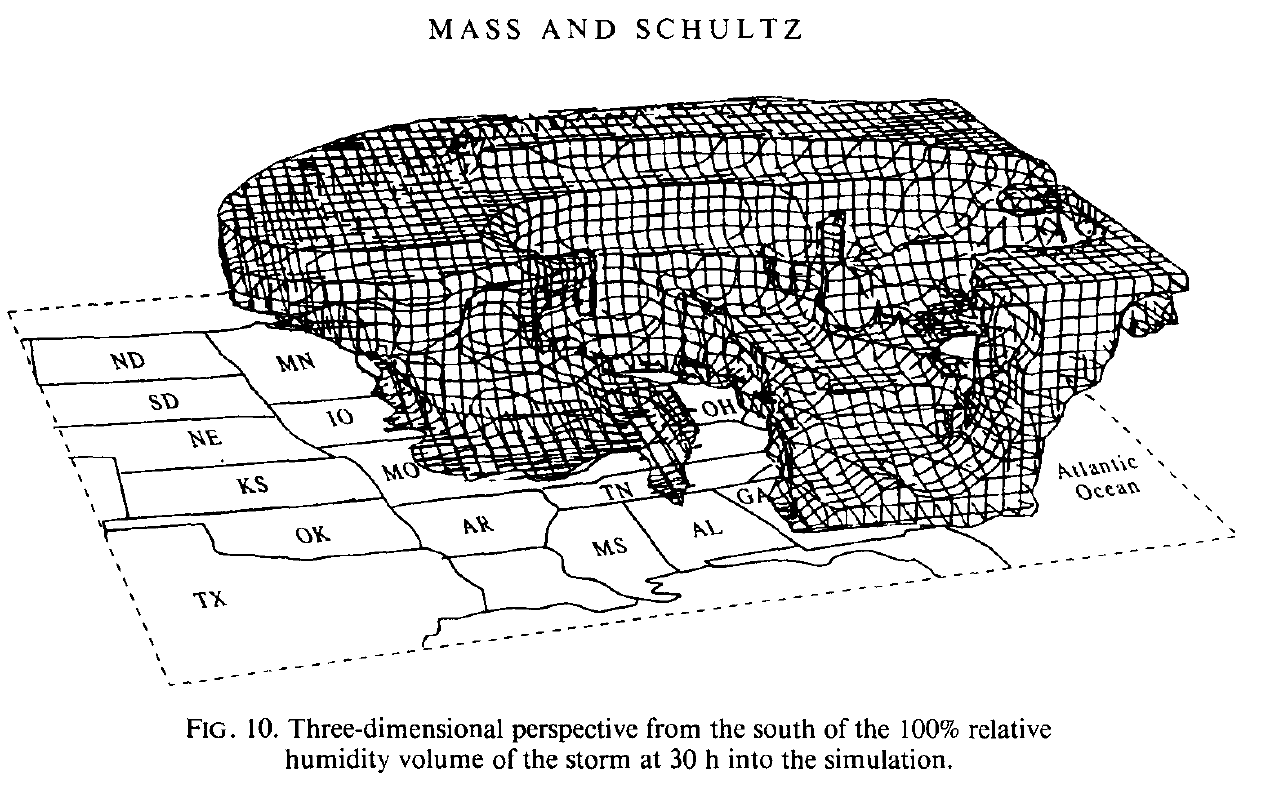 MASS AND SCHULTZ
ND
MN
SD
IO
NE
OH
MO
KS
TN
GA
Atlantic
Ocean
AR
AL
OK
MS
TX
FIG. 10. Three-dimensional perspective from the south of the 100% relative
humidity volume of the storm at 30 h into the simulation.